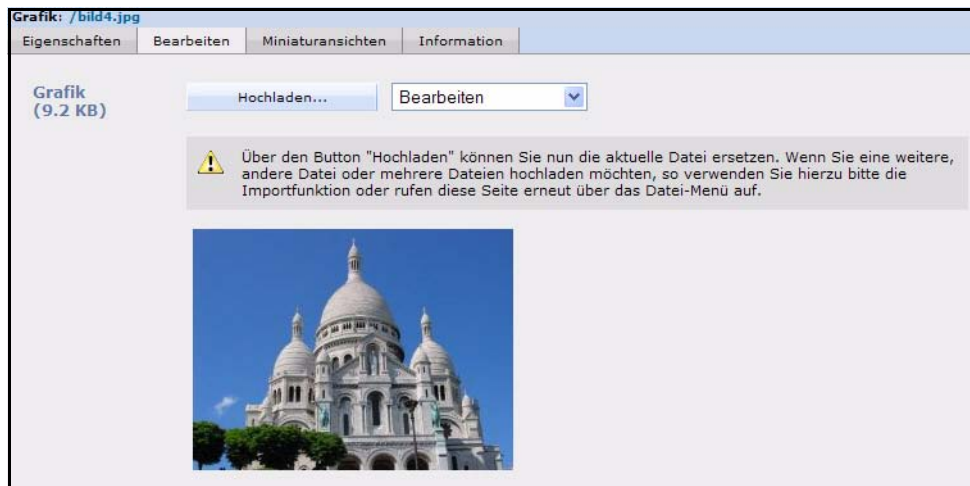 Grafik: /bild4.jpg
Eigenschaften Bearbeiten Miniaturansichten Information
Grafik
(9.2 KB)
Hochladen... Bearbeiten
Über den Button "Hochladen" können Sie nun die aktuelle Datei ersetzen. Wenn Sie eine weitere,
andere Datei oder mehrere Dateien hochladen möchten, so verwenden Sie hierzu bitte die
Importfunktion oder rufen diese Seite erneut über das Datei-Menü auf.